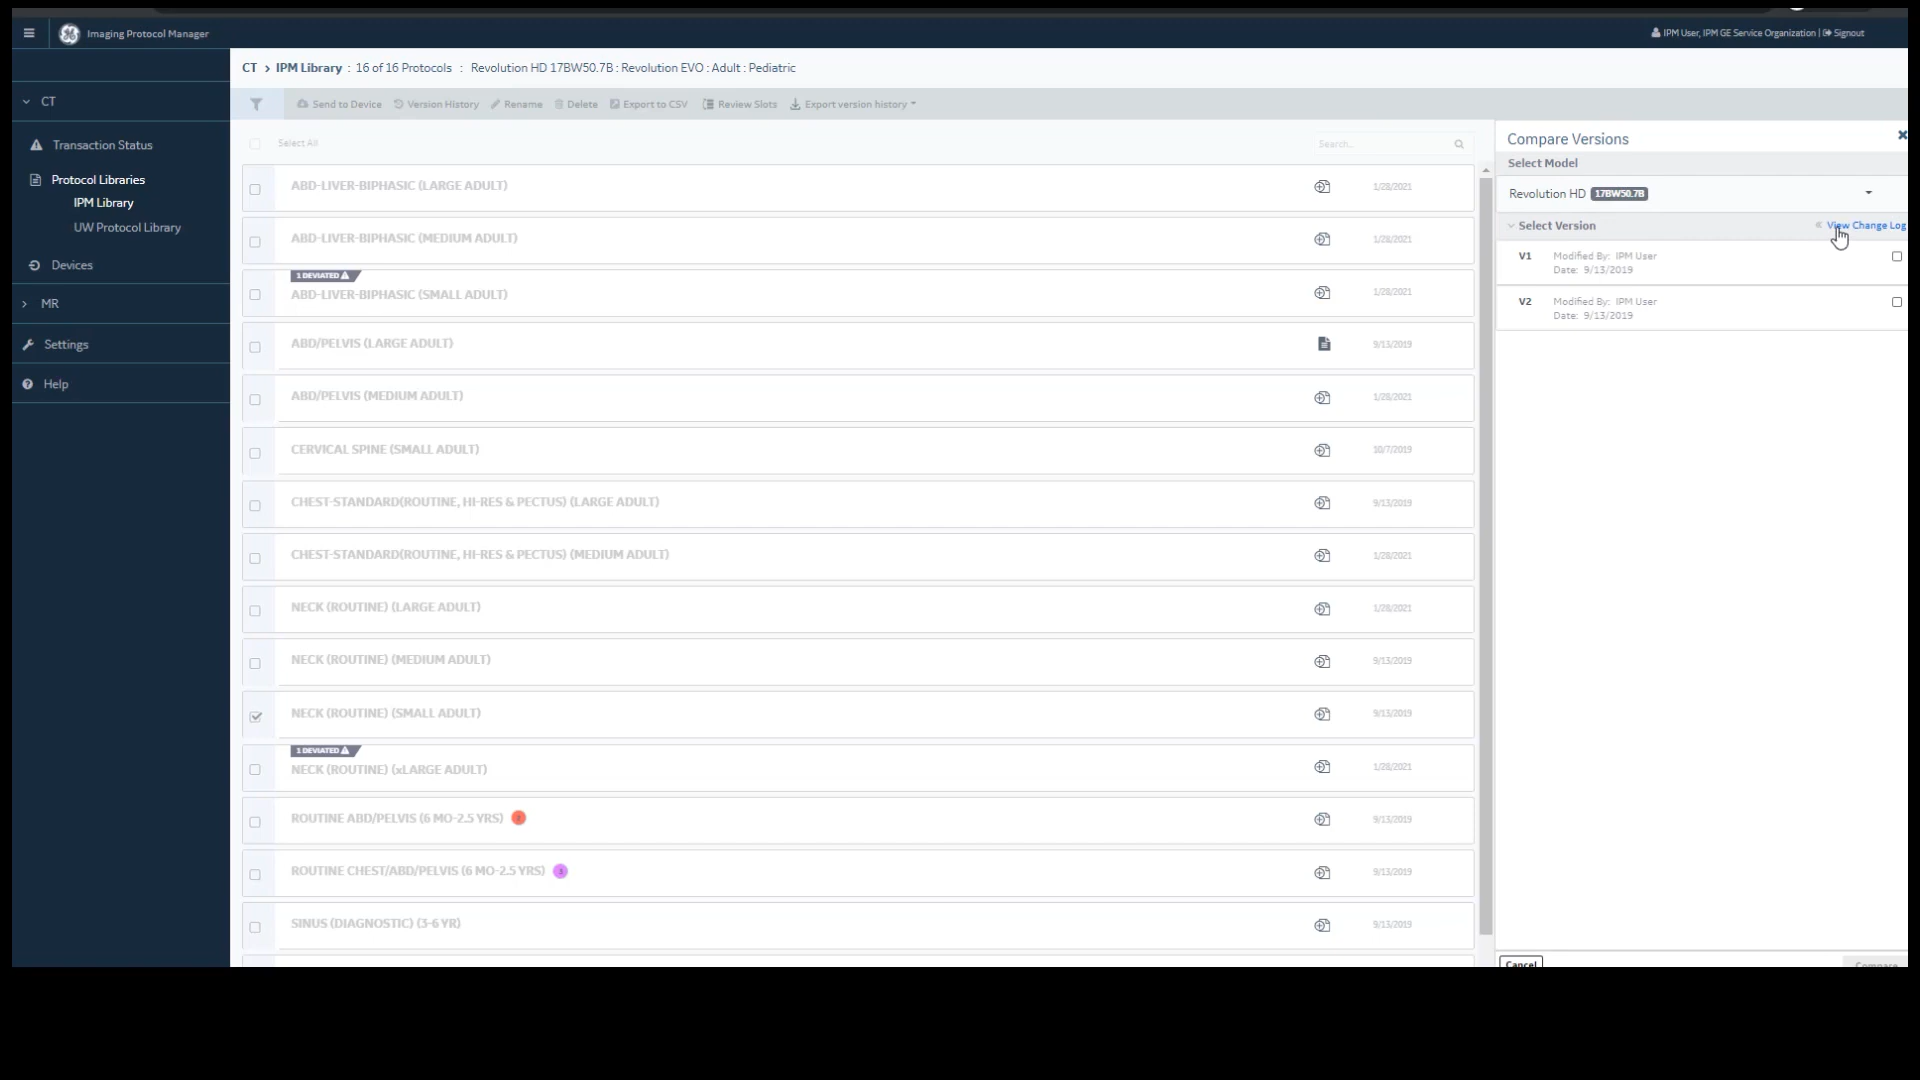 Imaging Protocol Manager
IPM User, IPM GE Service Organization | Signout
CT > IPM Library : 16 of 16 Protocols : Revolution HD 17BW50.7B : Revolution EVO : Adult : Pediatric
CT
Transaction Status
Protocol Libraries
IPM Library
UW Protocol Library
Devices
MR
Settings
Help
Send to Device Version History Rename Delete Export to CSV Review Slots Export version history
Select All
Search...
ABD-LIVER-BIPHASIC (LARGE ADULT) 1/28/2021
ABD-LIVER-BIPHASIC (MEDIUM ADULT) 1/28/2021
1 DEVIATED
ABD-LIVER-BIPHASIC (SMALL ADULT) 1/28/2021
ABD/PELVIS (LARGE ADULT) 9/13/2019
ABD/PELVIS (MEDIUM ADULT) 1/28/2021
CERVICAL SPINE (SMALL ADULT) 10/7/2019
CHEST-STANDARD(ROUTINE, HI-RES & PECTUS) (LARGE ADULT) 9/13/2019
CHEST-STANDARD(ROUTINE, HI-RES & PECTUS) (MEDIUM ADULT) 1/28/2021
NECK (ROUTINE) (LARGE ADULT) 1/28/2021
NECK (ROUTINE) (MEDIUM ADULT) 9/13/2019
NECK (ROUTINE) (SMALL ADULT) 9/13/2019
1 DEVIATED
NECK (ROUTINE) (xLARGE ADULT) 1/28/2021
ROUTINE ABD/PELVIS (6 MO-2.5 YRS) 9/13/2019
ROUTINE CHEST/ABD/PELVIS (6 MO-2.5 YRS) 9/13/2019
SINUS (DIAGNOSTIC) (3-6 YR) 9/13/2019
Compare Versions
Select Model
Revolution HD 17BW50.7B
Select Version « View Change Log
V1 Modified By: IPM User
Date: 9/13/2019
V2 Modified By: IPM User
Date: 9/13/2019
Cancel Compare